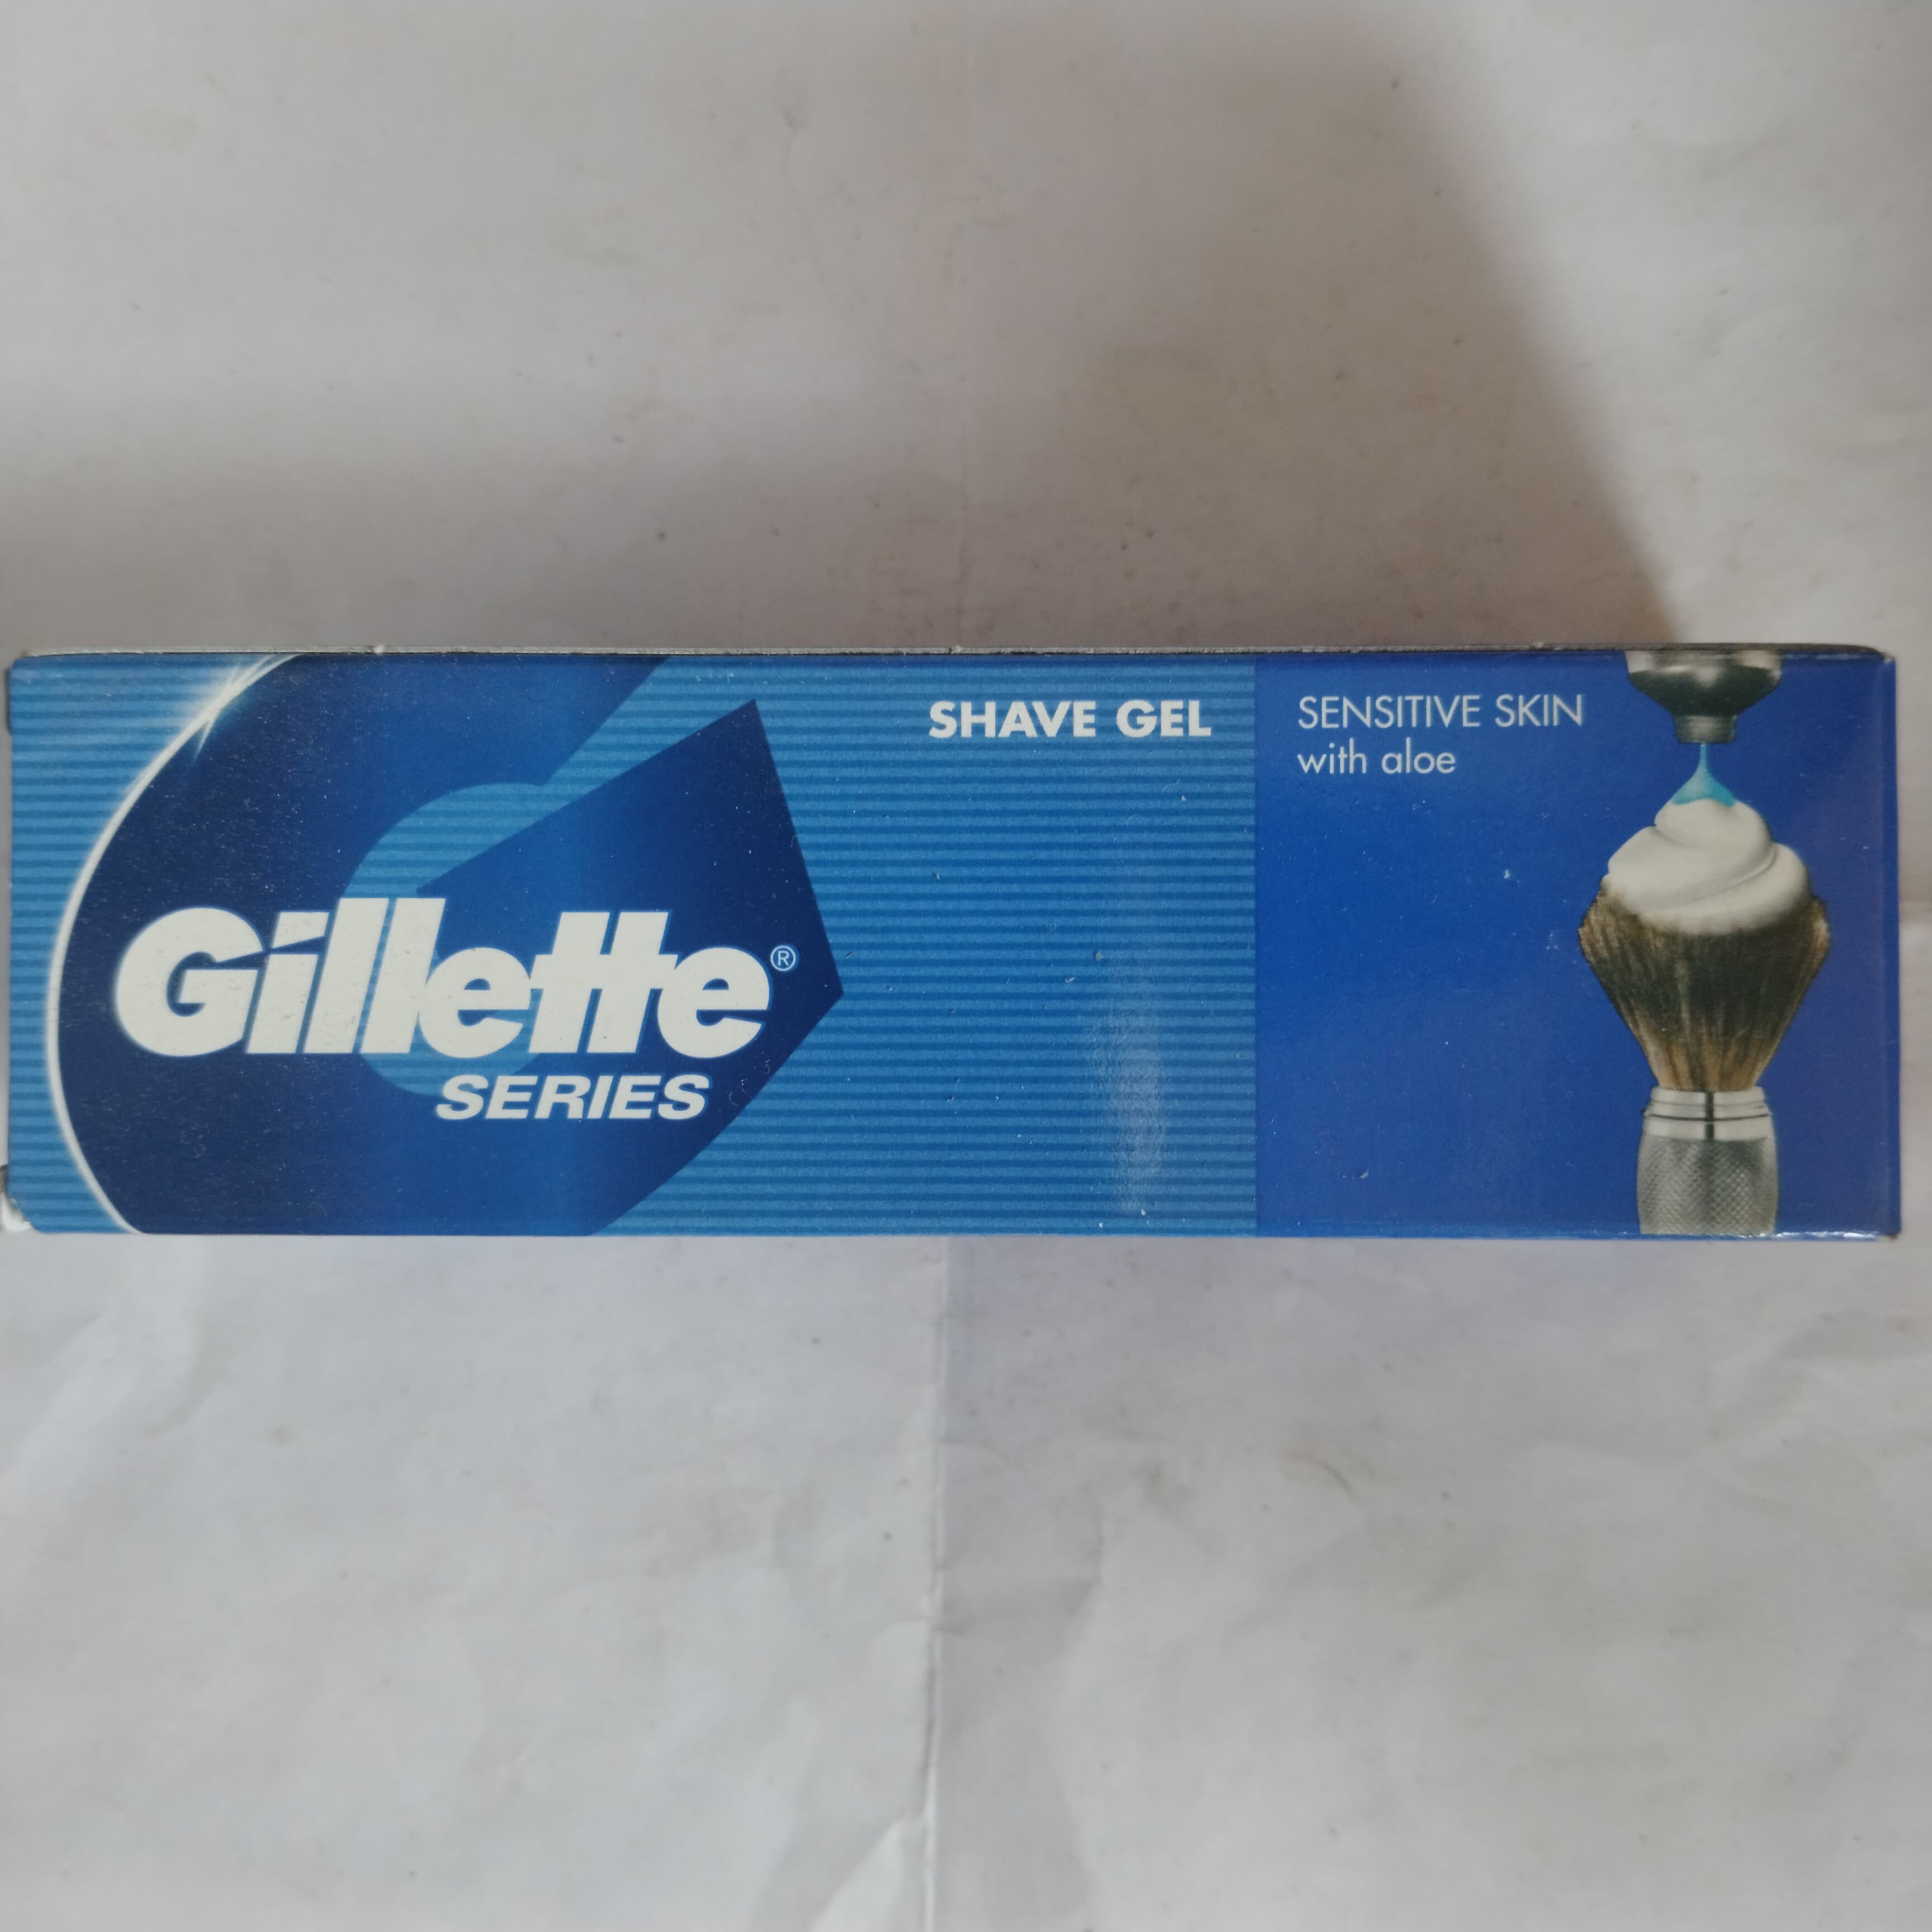 SHAVE GEL
SENSITIVE SKIN
with aloe
Gillette®
SERIES